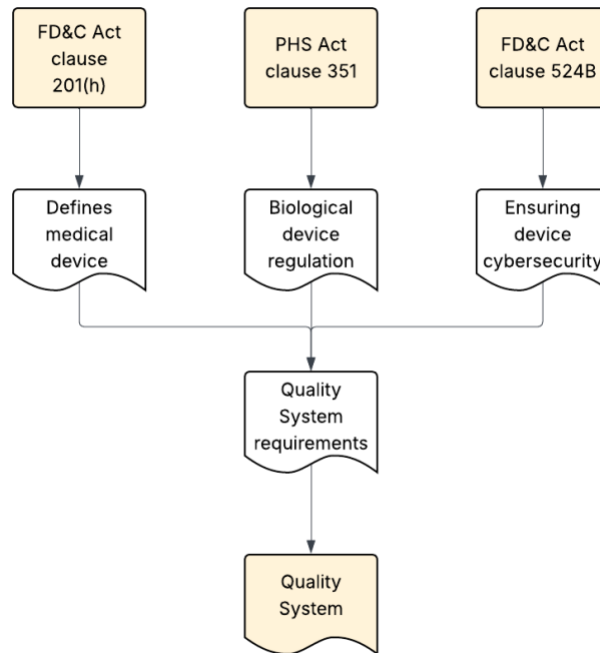 FD&C Act
clause
201(h)
PHS Act
clause 351
FD&C Act
clause 524B
Defines
medical
device
Biological
device
regulation
Ensuring
device
cybersecurity
Quality
System
requirements
Quality
System